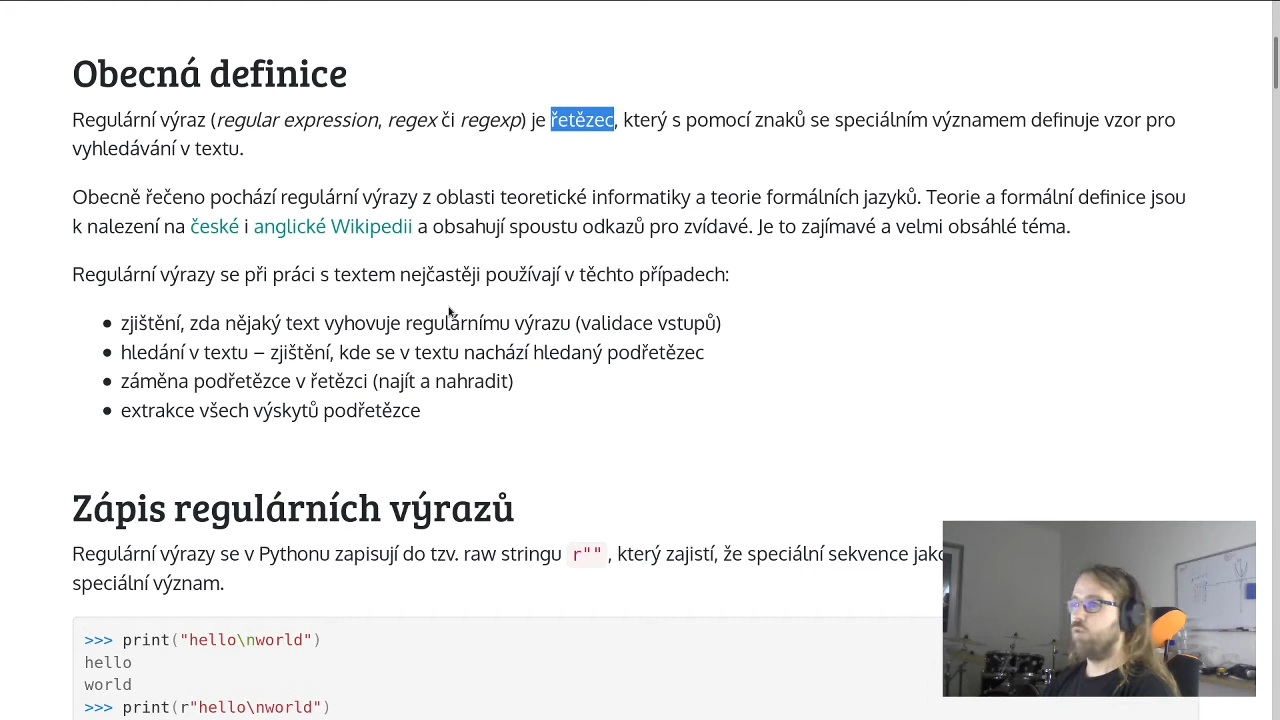 Obecná definice
Regulární výraz (regular expression, regex či regexp) je řetězec, který s pomocí znaků se speciálním významem definuje vzor pro
vyhledávání v textu.
Obecně řečeno pochází regulární výrazy z oblasti teoretické informatiky a teorie formálních jazyků. Teorie a formální definice jsou
k nalezení na české i anglické Wikipedii a obsahují spoustu odkazů pro zvídavé. Je to zajímavé a velmi obsáhlé téma.
Regulární výrazy se při práci s textem nejčastěji používají v těchto případech:
• zjištění, zda nějaký text vyhovuje regulárnímu výrazu (validace vstupů)
• hledání v textu – zjištění, kde se v textu nachází hledaný podřetězec
• záměna podřetězce v řetězci (najít a nahradit)
• extrakce všech výskytů podřetězce
Zápis regulárních výrazů
Regulární výrazy se v Pythonu zapisují do tzv. raw stringu r"", který zajistí, že speciální sekvence jako
speciální význam.
>>> print("hello\nworld")
hello
world
>>> print(r"hello\nworld")